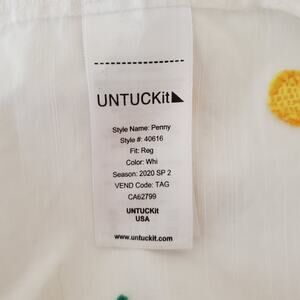 UNTUCKit
Style Name: Penny
Style #: 40616
Fit: Reg
Color: Whi
Season: 2020 SP 2
VEND Code: TAG
CA62799
UNTUCKit
USA
www.untuckit.com